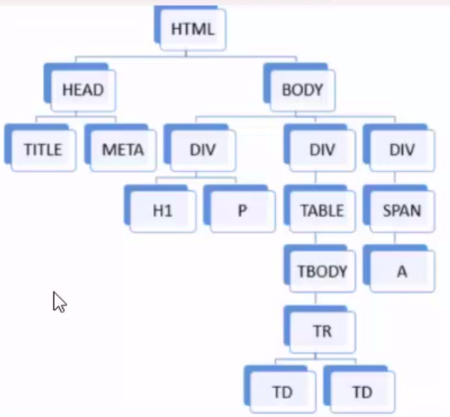 HTML
HEAD BODY
TITLE META DIV DIV DIV
H1 P TABLE SPAN
TBODY A
TR
TD TD